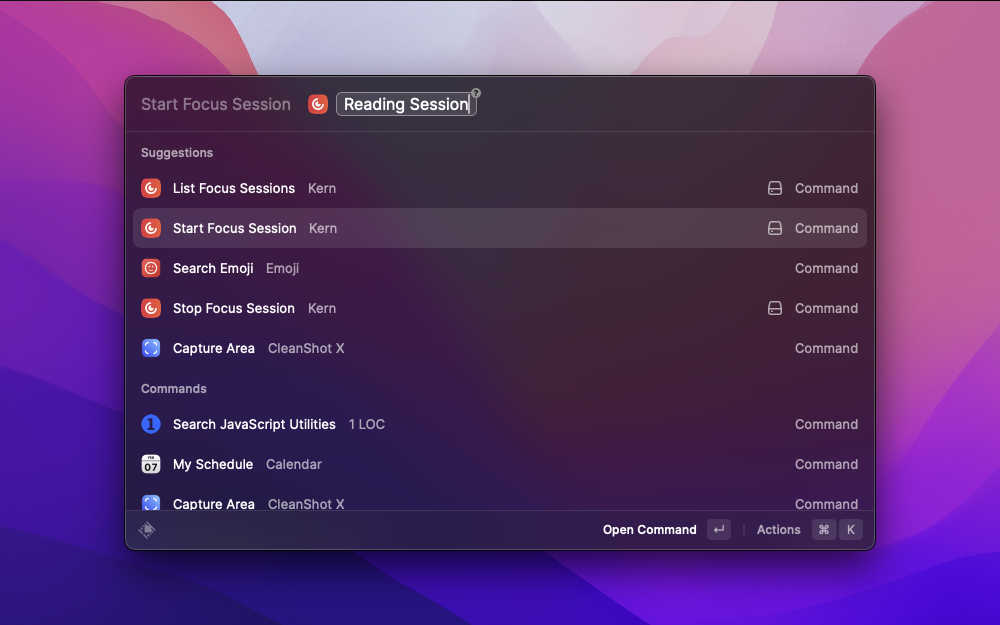 Start Focus Session Reading Session ?
Suggestions
List Focus Sessions Kern Command
Start Focus Session Kern Command
Search Emoji Emoji Command
Stop Focus Session Kern Command
Capture Area CleanShot X Command
Commands
1 Search JavaScript Utilities 1 LOC Command
FEB 07 My Schedule Calendar Command
Capture Area CleanShot X Command
Open Command ↵ Actions ⌘ K